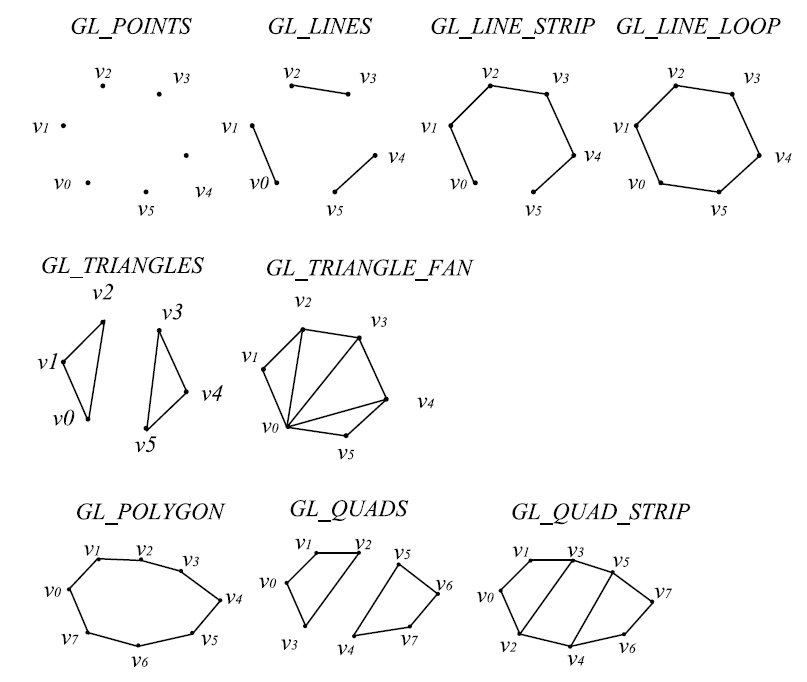 GL_POINTS GL_LINES GL_LINE_STRIP GL_LINE_LOOP
v2 v3 v2 v3 v2 v3 v2 v3
v1 v1 v1 v1
v4 v4 v4
v0 v0 v0 v0
v4
v5 v5 v5 v5
GL_TRIANGLES GL_TRIANGLE_FAN
v2 v2
v3 v3
v1 v1
v4 v4
v0 v0
v5 v5
GL_POLYGON GL_QUADS GL_QUAD_STRIP
v1 v2 v3 v1 v2 v5 v1 v3 v5
v0 v4 v0 v6 v0 v7
v7 v6 v5 v3 v4 v7 v2 v4 v6